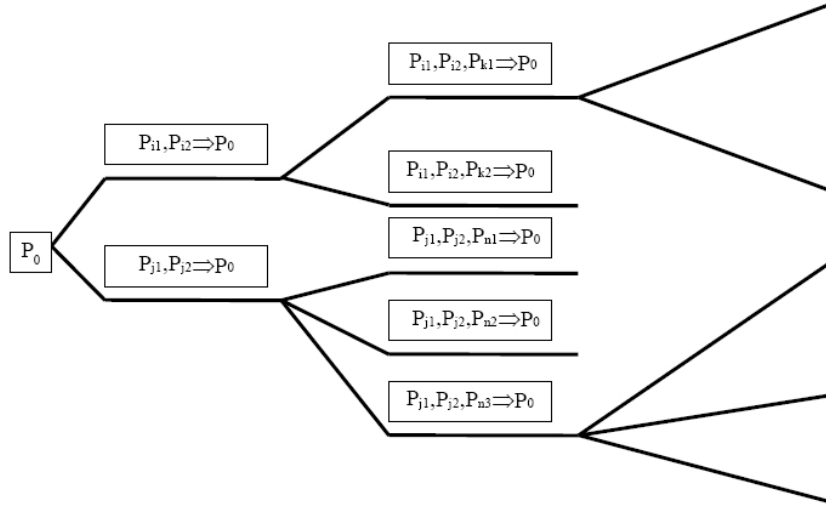 P₀
Pᵢ₁,Pᵢ₂⇒P₀
Pⱼ₁,Pⱼ₂⇒P₀
Pᵢ₁,Pᵢ₂,Pₖ₁⇒P₀
Pᵢ₁,Pᵢ₂,Pₖ₂⇒P₀
Pⱼ₁,Pⱼ₂,Pₙ₁⇒P₀
Pⱼ₁,Pⱼ₂,Pₙ₂⇒P₀
Pⱼ₁,Pⱼ₂,Pₙ₃⇒P₀